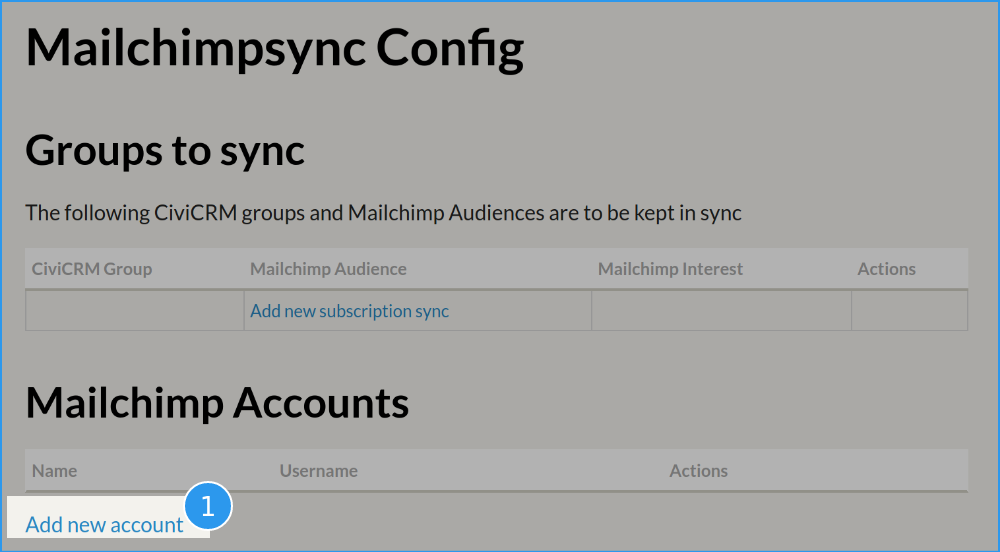 Mailchimpsync Config
Groups to sync
The following CiviCRM groups and Mailchimp Audiences are to be kept in sync
CiviCRM Group Mailchimp Audience Mailchimp Interest Actions
Add new subscription sync
Mailchimp Accounts
Name Username Actions
Add new account 1